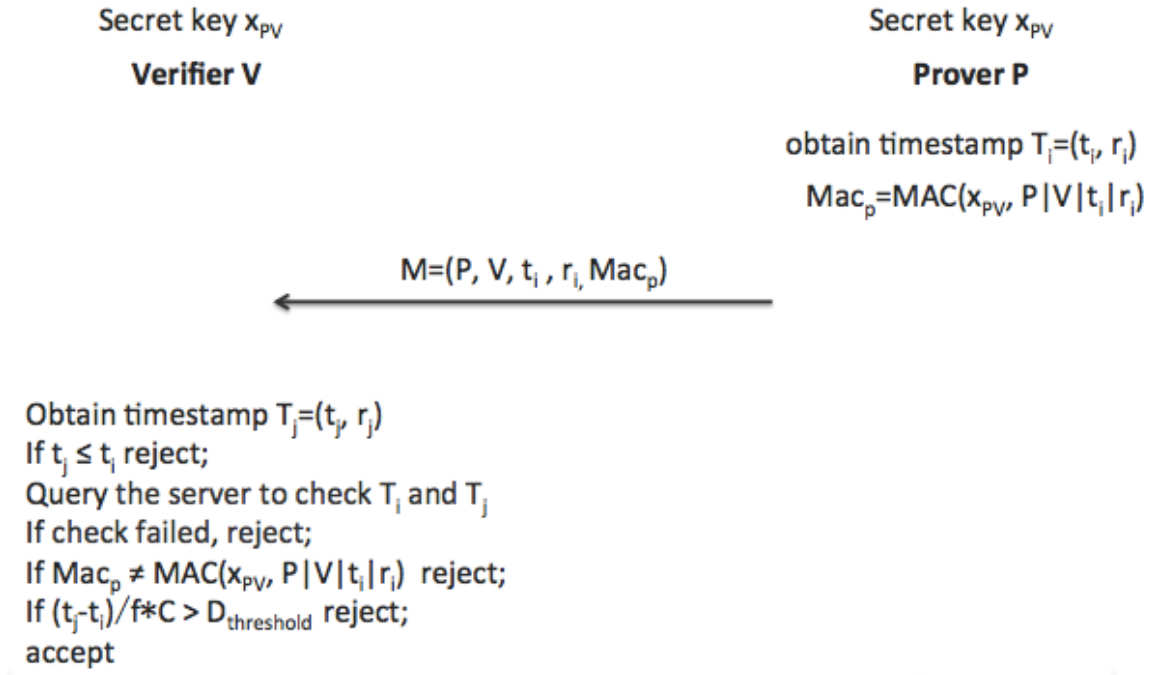 Secret key x_PV
Secret key x_PV
Verifier V
Prover P
obtain timestamp T_i=(t_i, r_i)
Mac_p=MAC(x_PV, P|V|t_i|r_i)
M=(P, V, t_i , r_i, Mac_p)
Obtain timestamp T_j=(t_j, r_j)
If t_j ≤ t_i reject;
Query the server to check T_i and T_j
If check failed, reject;
If Mac_p ≠ MAC(x_PV, P|V|t_i|r_i) reject;
If (t_j-t_i)/f*C > D_threshold reject;
accept